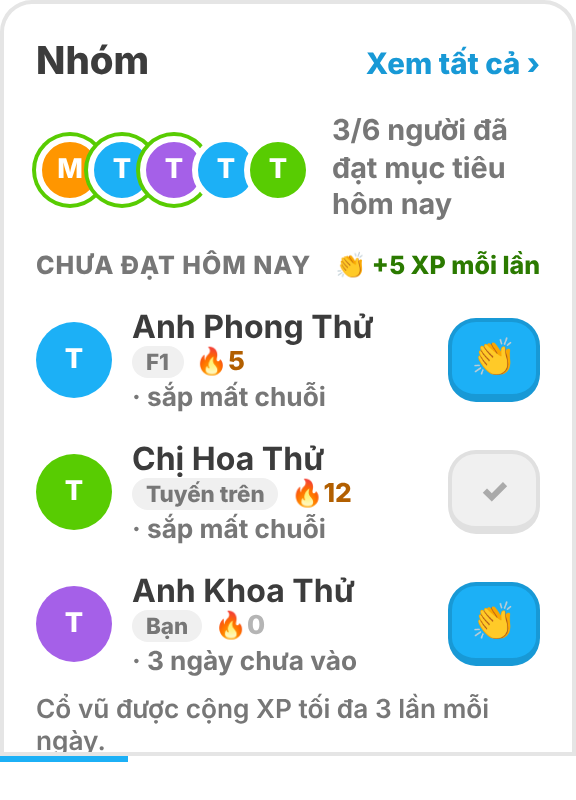 Nhóm
Xem tất cả ›
M T T T T
3/6 người đã
đạt mục tiêu
hôm nay
CHƯA ĐẠT HÔM NAY
👏 +5 XP mỗi lần
T
Anh Phong Thử
F1 🔥5
· sắp mất chuỗi
👏
T
Chị Hoa Thử
Tuyến trên 🔥12
· sắp mất chuỗi
✓
T
Anh Khoa Thử
Bạn 🔥0
· 3 ngày chưa vào
👏
Cổ vũ được cộng XP tối đa 3 lần mỗi
ngày.